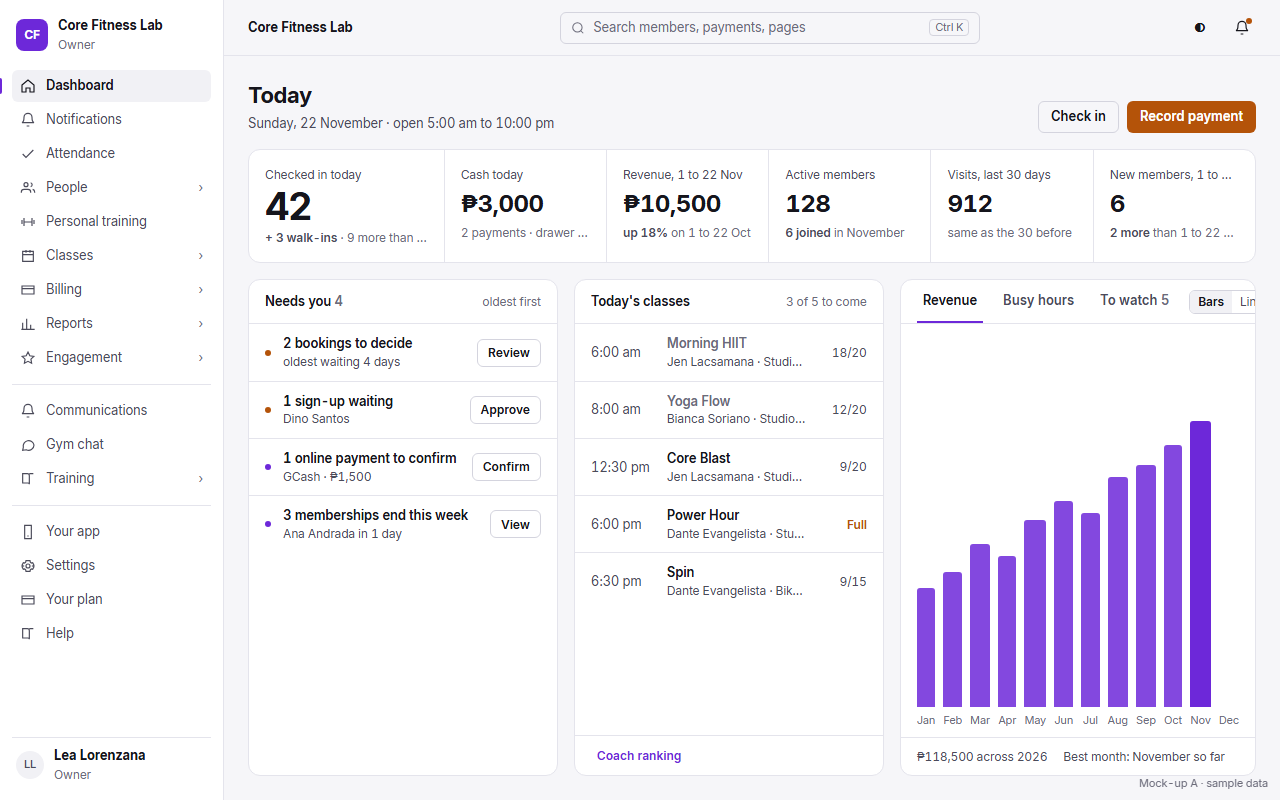 CF
Core Fitness Lab
Owner
Dashboard
Notifications
Attendance
People
Personal training
Classes
Billing
Reports
Engagement
Communications
Gym chat
Training
Your app
Settings
Your plan
Help
LL
Lea Lorenzana
Owner
Core Fitness Lab
Search members, payments, pages
Ctrl K
Today
Sunday, 22 November · open 5:00 am to 10:00 pm
Check in
Record payment
Checked in today
42
+ 3 walk-ins · 9 more than ...
Cash today
₱3,000
2 payments · drawer ...
Revenue, 1 to 22 Nov
₱10,500
up 18% on 1 to 22 Oct
Active members
128
6 joined in November
Visits, last 30 days
912
same as the 30 before
New members, 1 to ...
6
2 more than 1 to 22 ...
Needs you 4
oldest first
2 bookings to decide
oldest waiting 4 days
Review
1 sign-up waiting
Dino Santos
Approve
1 online payment to confirm
GCash · ₱1,500
Confirm
3 memberships end this week
Ana Andrada in 1 day
View
Today's classes
3 of 5 to come
6:00 am
Morning HIIT
Jen Lacsamana · Studi...
18/20
8:00 am
Yoga Flow
Bianca Soriano · Studio...
12/20
12:30 pm
Core Blast
Jen Lacsamana · Studi...
9/20
6:00 pm
Power Hour
Dante Evangelista · Stu...
Full
6:30 pm
Spin
Dante Evangelista · Bik...
9/15
Coach ranking
Revenue
Busy hours
To watch 5
Bars
Lin
Jan Feb Mar Apr May Jun Jul Aug Sep Oct Nov Dec
₱118,500 across 2026
Best month: November so far
Mock-up A · sample data